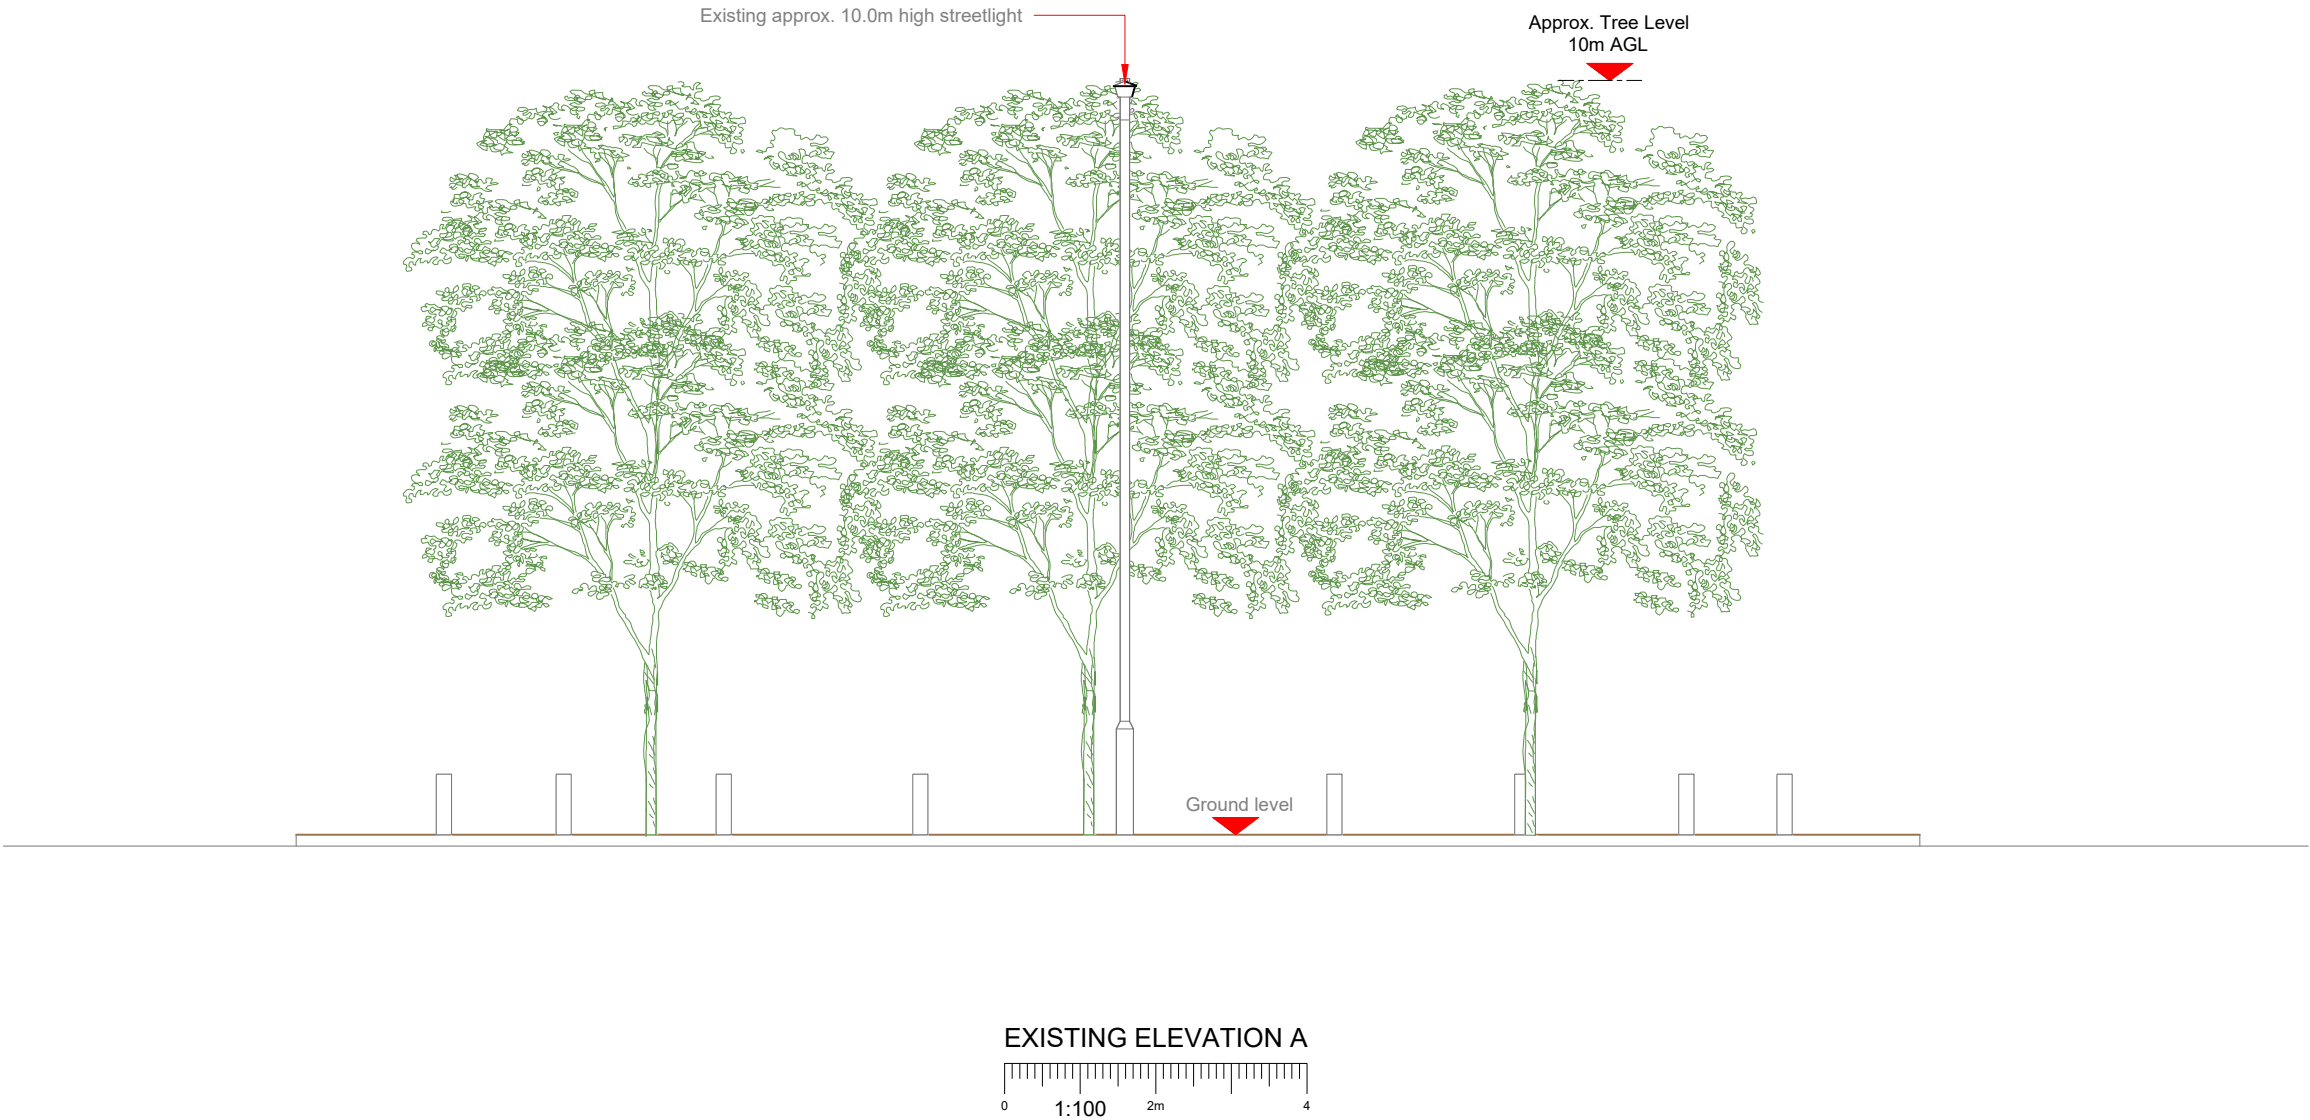 Existing approx. 10.0m high streetlight
Approx. Tree Level
10m AGL
Ground level
EXISTING ELEVATION A
0
1:100
2m
4